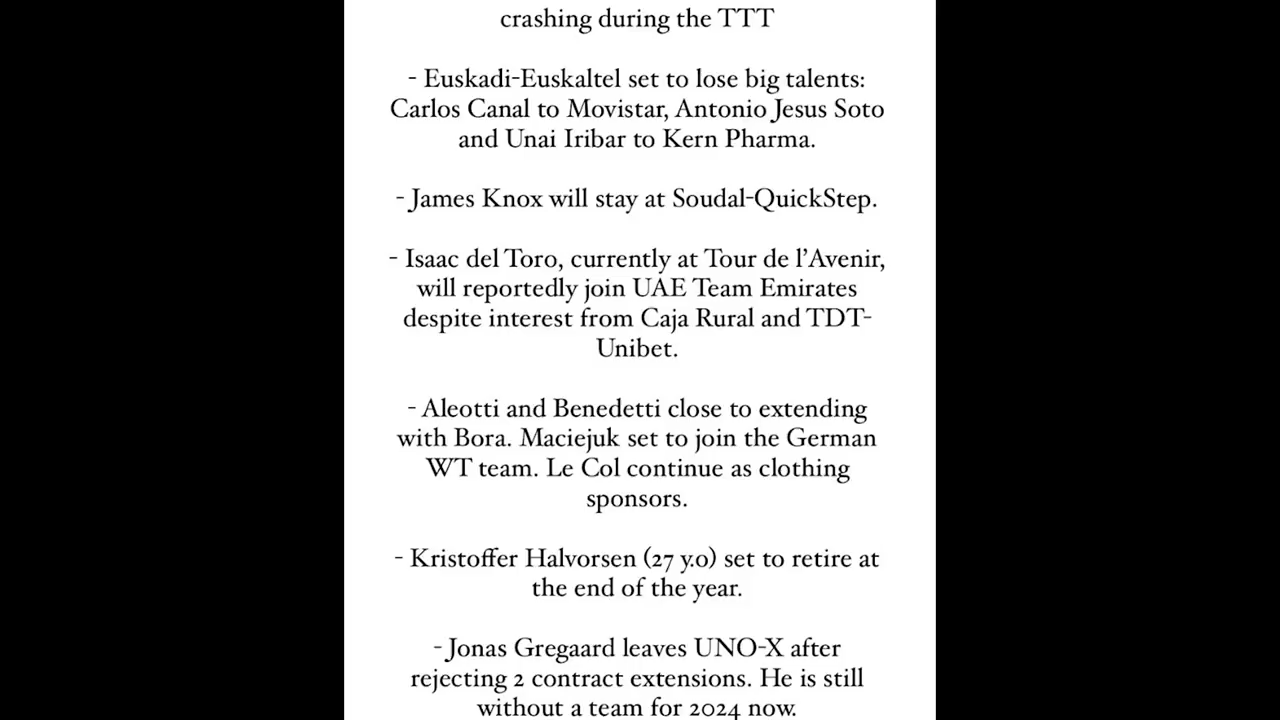 crashing during the TTT
- Euskadi-Euskaltel set to lose big talents:
Carlos Canal to Movistar, Antonio Jesus Soto
and Unai Iribar to Kern Pharma.
- James Knox will stay at Soudal-QuickStep.
- Isaac del Toro, currently at Tour de l’Avenir,
will reportedly join UAE Team Emirates
despite interest from Caja Rural and TDT-
Unibet.
- Aleotti and Benedetti close to extending
with Bora. Maciejuk set to join the German
WT team. Le Col continue as clothing
sponsors.
- Kristoffer Halvorsen (27 y.o) set to retire at
the end of the year.
- Jonas Gregaard leaves UNO-X after
rejecting 2 contract extensions. He is still
without a team for 2024 now.